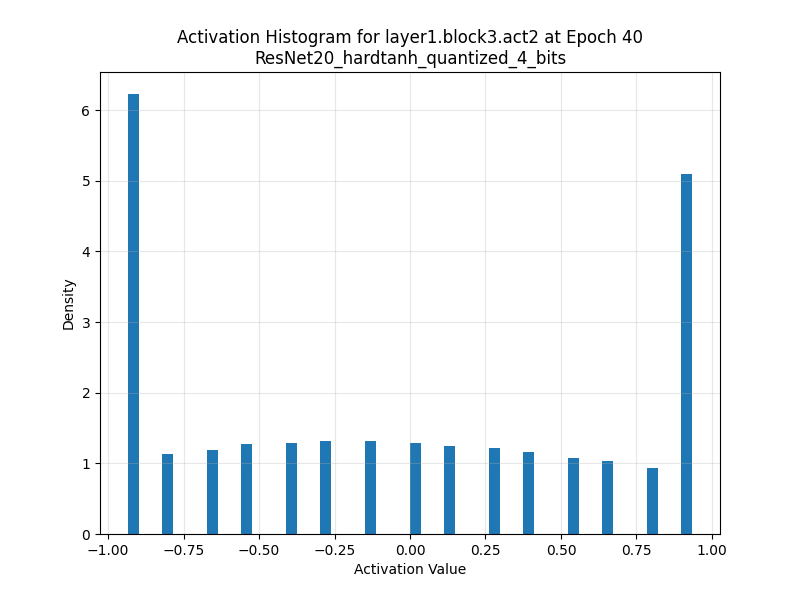 Activation Histogram for layer1.block3.act2 at Epoch 40
ResNet20_hardtanh_quantized_4_bits
Density
6
5
4
3
2
1
0
−1.00 −0.75 −0.50 −0.25 0.00 0.25 0.50 0.75 1.00
Activation Value